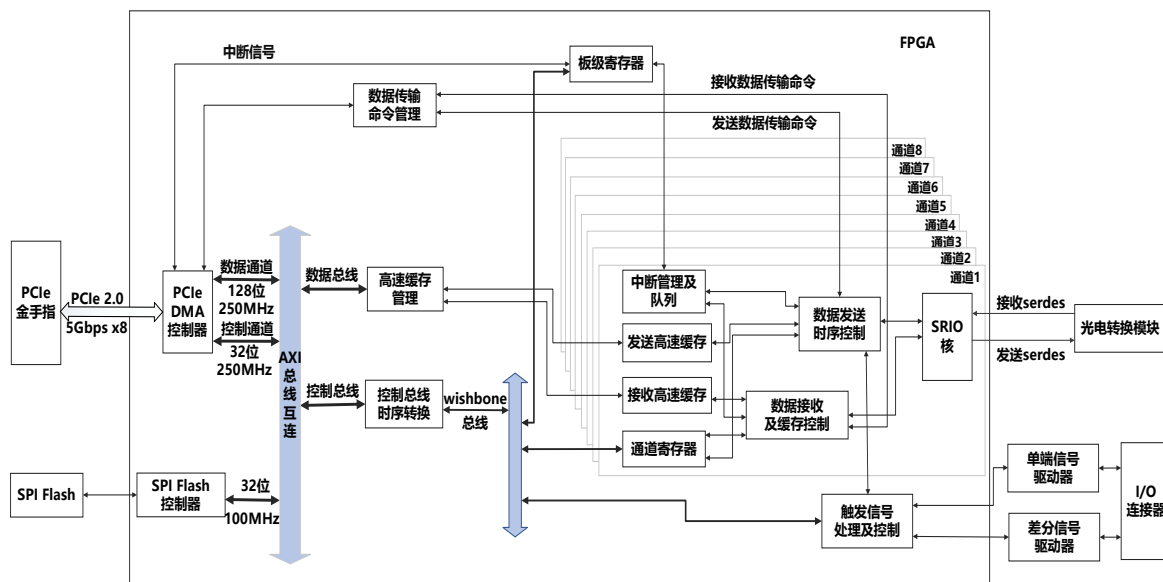 FPGA
中断信号
板级寄存器
数据传输
命令管理
接收数据传输命令
发送数据传输命令
通道8
通道7
通道6
通道5
通道4
通道3
通道2
通道1
PCIe
金手指
PCIe 2.0
5Gbps x8
PCIe
DMA
控制器
数据通道
128位
250MHz
控制通道
32位
250MHz
AXI
总
线
互
连
数据总线
高速缓存
管理
中断管理及
队列
发送高速缓存
接收高速缓存
通道寄存器
数据发送
时序控制
数据接收
及缓存控制
SRIO
核
接收serdes
发送serdes
光电转换模块
控制总线
控制总线
时序转换
wishbone
总线
SPI Flash
SPI Flash
控制器
32位
100MHz
触发信号
处理及控制
单端信号
驱动器
差分信号
驱动器
I/O
连接器